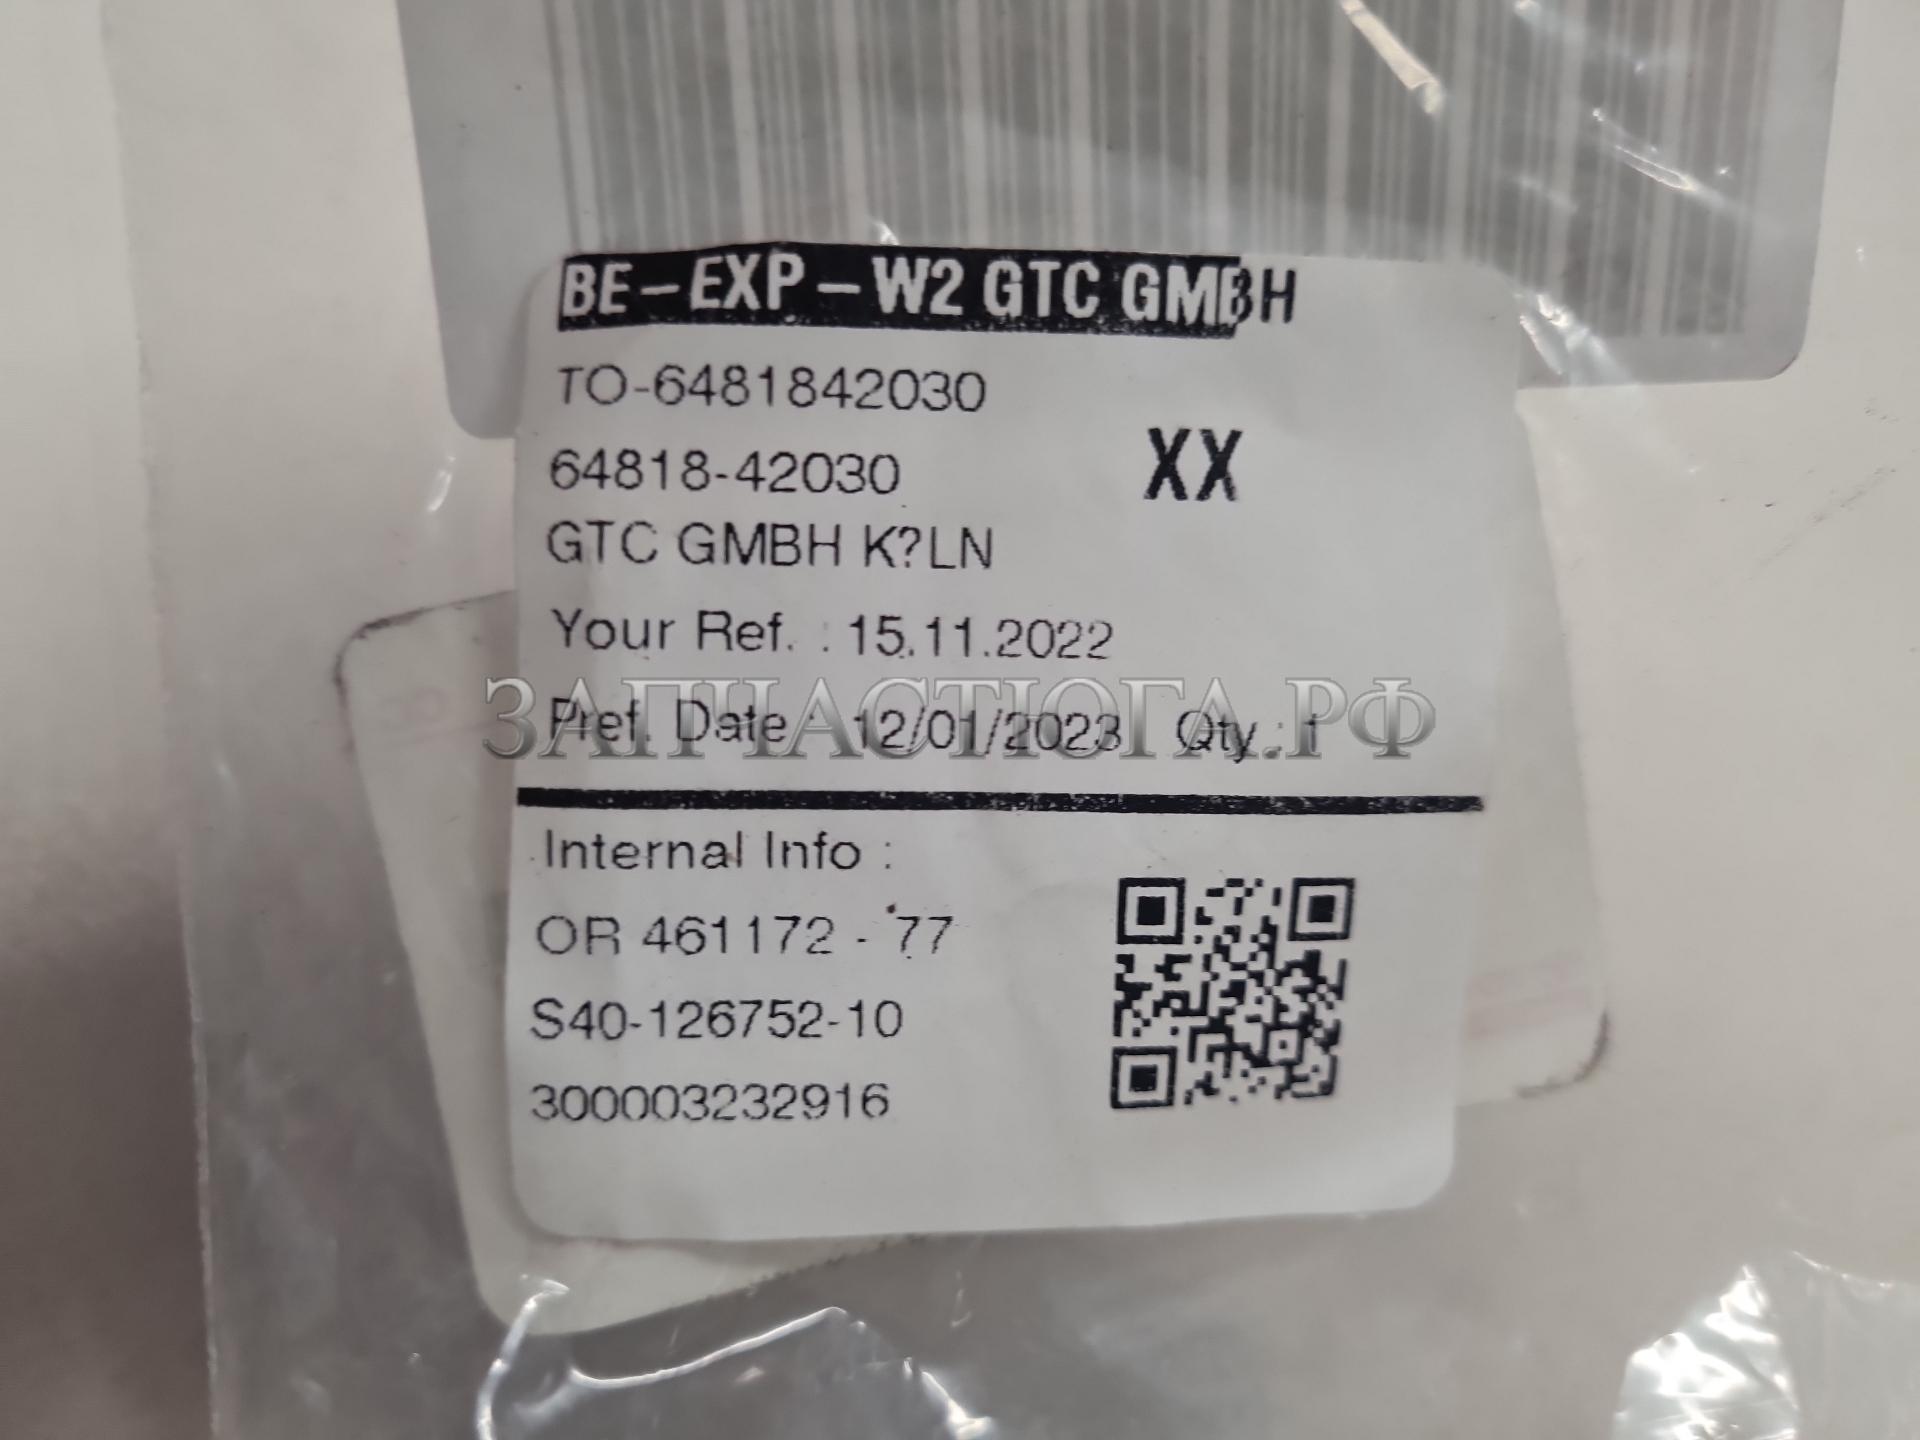 BE-EXP-W2 GTC GMBH
TO-6481842030
64818-42030 XX
GTC GMBH K?LN
Your Ref. : 15.11.2022
ЗАПЧАСТЮГА.РФ
Pref. Date : 12/01/2023 Qty : 1
Internal Info :
OR 461172 - 77
S40-126752-10
300003232916